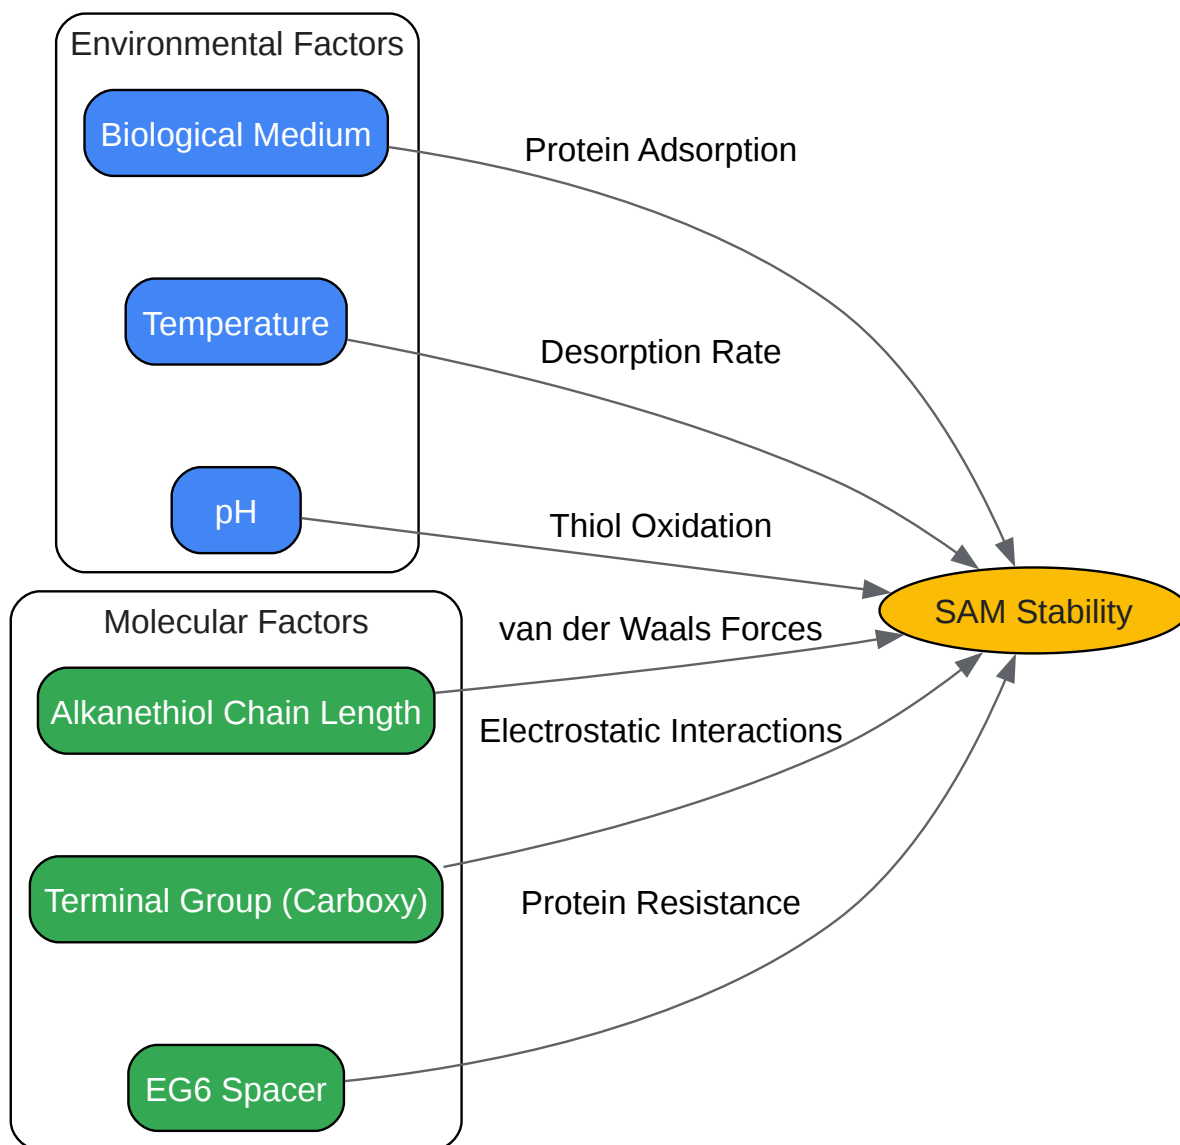 Environmental Factors
Biological Medium
Protein Adsorption
Temperature
Desorption Rate
pH
Thiol Oxidation
SAM Stability
Molecular Factors
van der Waals Forces
Alkanethiol Chain Length
Electrostatic Interactions
Terminal Group (Carboxy)
Protein Resistance
EG6 Spacer